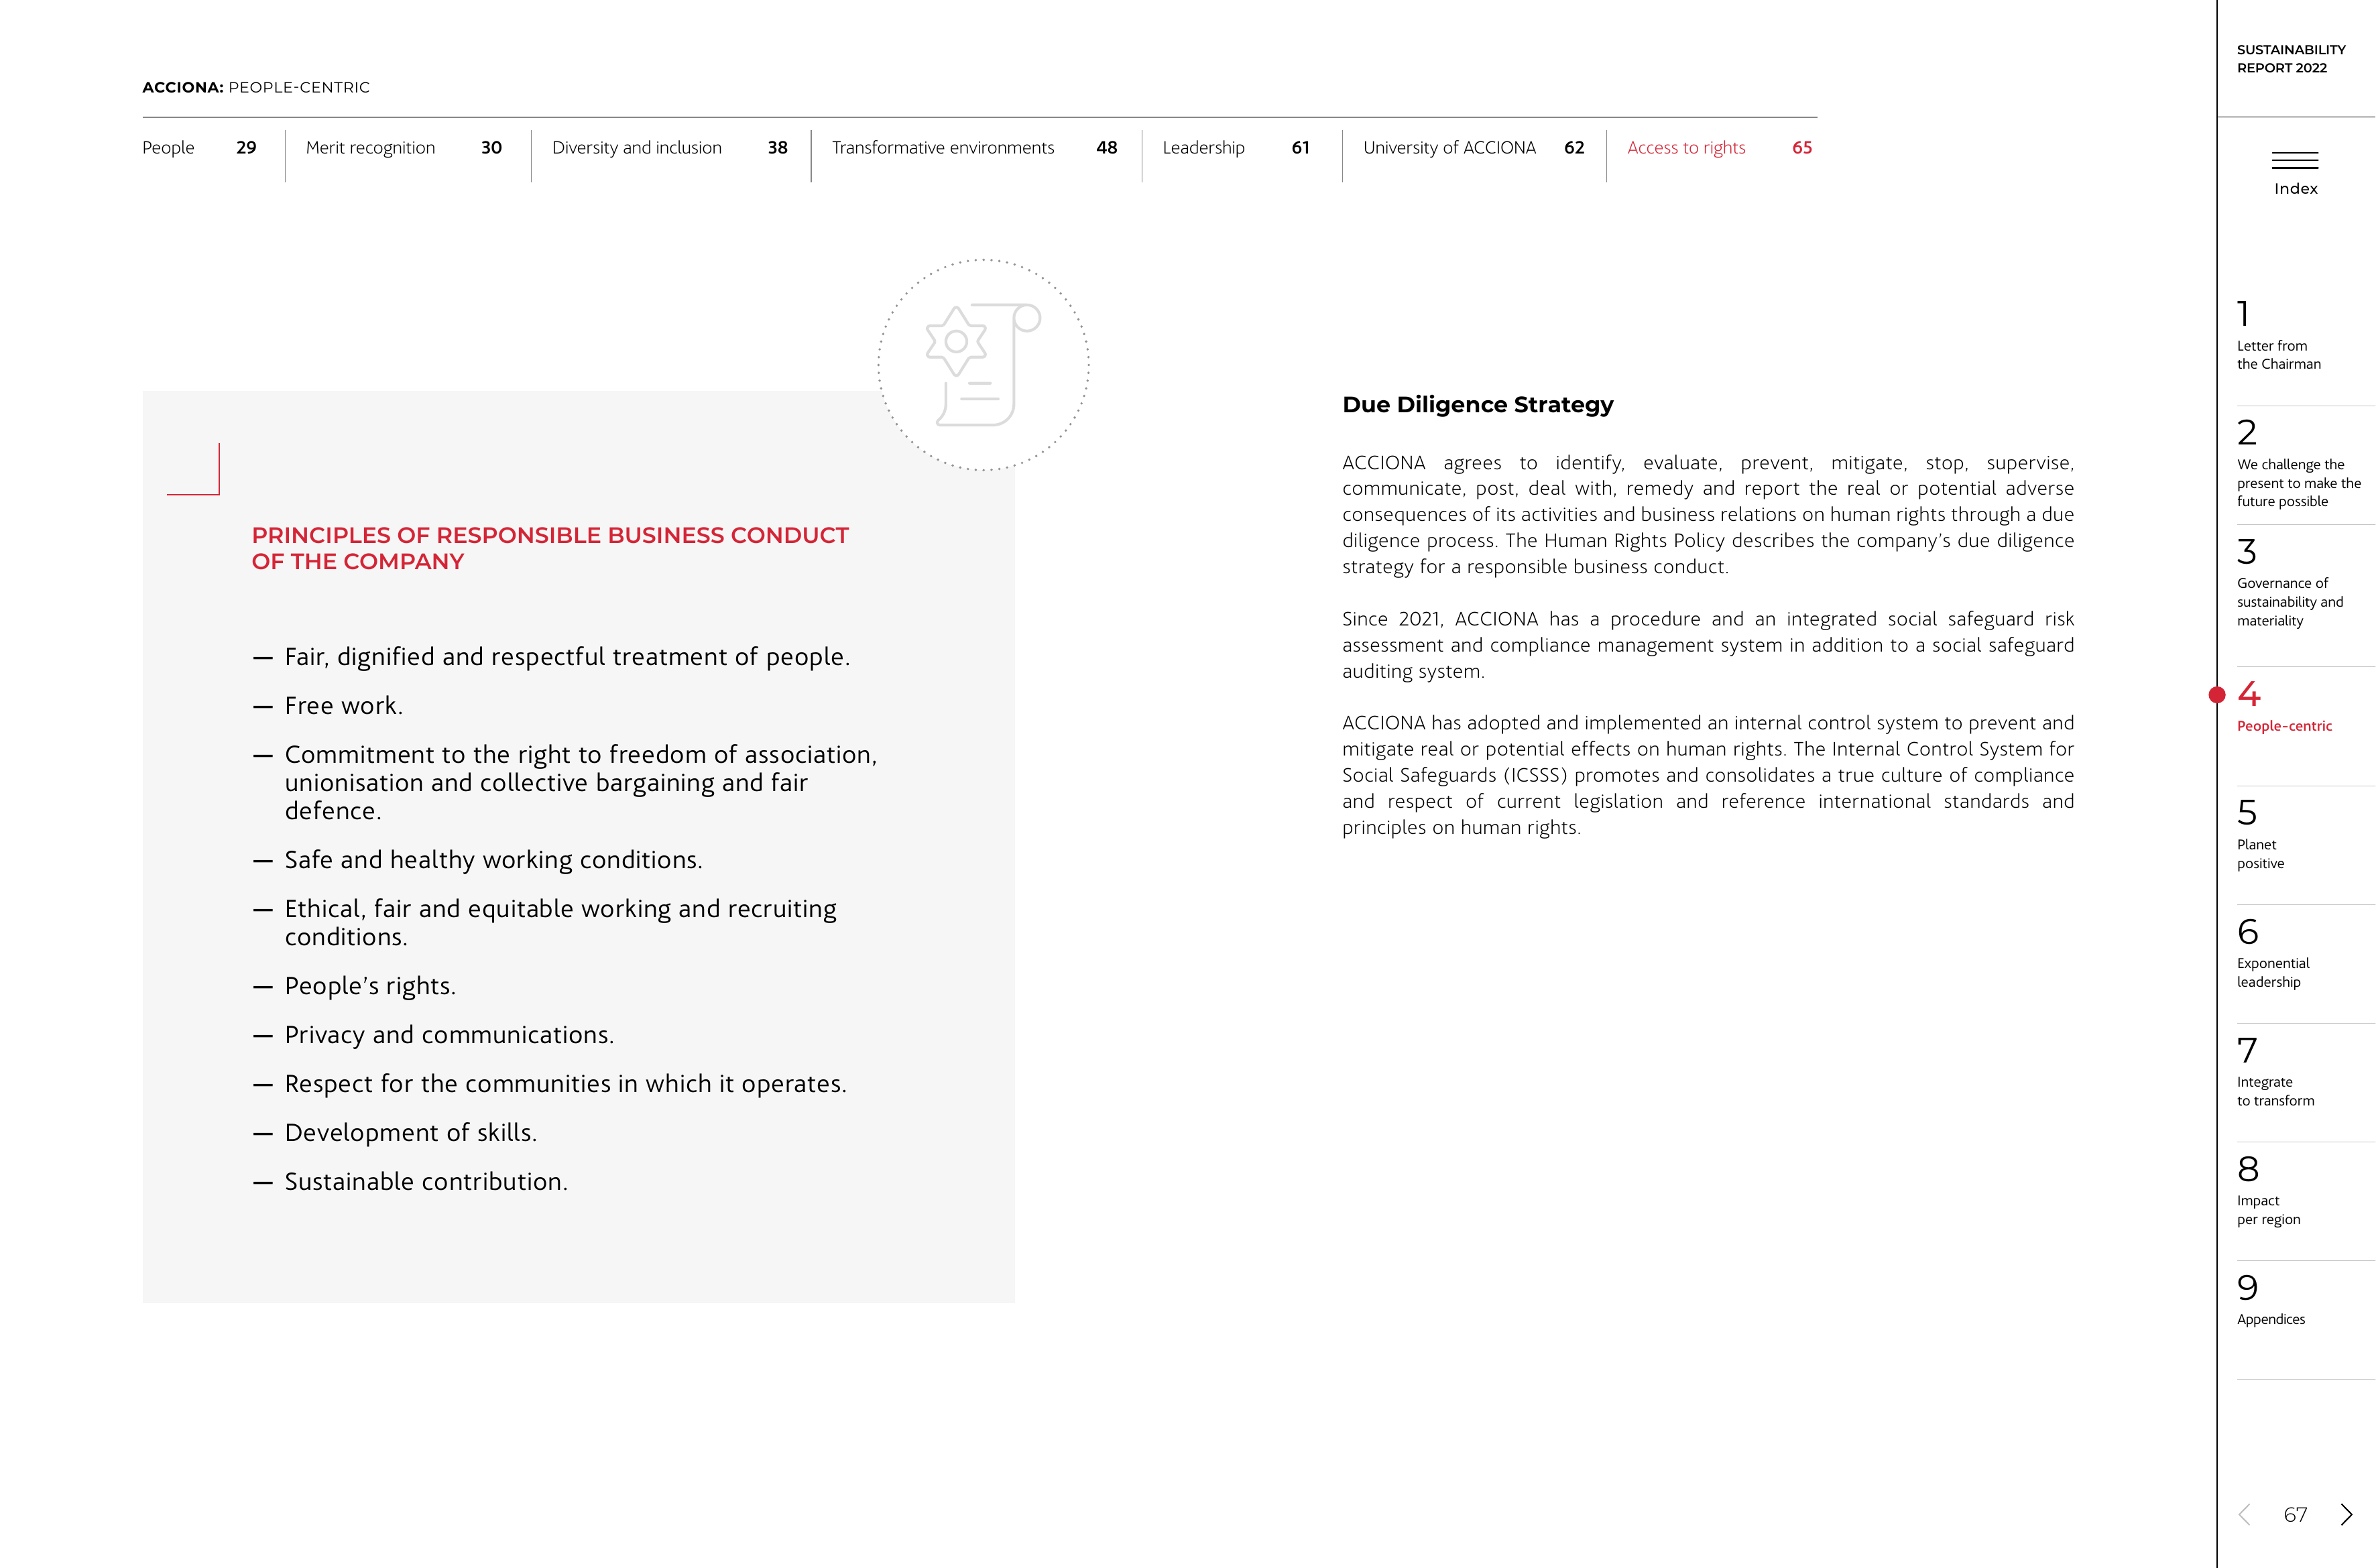 ACCIONA: PEOPLE-CENTRIC
People 29
Merit recognition 30
Diversity and inclusion 38
Transformative environments 48
Leadership 61
University of ACCIONA 62
Access to rights 65
PRINCIPLES OF RESPONSIBLE BUSINESS CONDUCT
OF THE COMPANY
— Fair, dignified and respectful treatment of people.
— Free work.
— Commitment to the right to freedom of association,
unionisation and collective bargaining and fair
defence.
— Safe and healthy working conditions.
— Ethical, fair and equitable working and recruiting
conditions.
— People’s rights.
— Privacy and communications.
— Respect for the communities in which it operates.
— Development of skills.
— Sustainable contribution.
Due Diligence Strategy
ACCIONA agrees to identify, evaluate, prevent, mitigate, stop, supervise,
communicate, post, deal with, remedy and report the real or potential adverse
consequences of its activities and business relations on human rights through a due
diligence process. The Human Rights Policy describes the company’s due diligence
strategy for a responsible business conduct.
Since 2021, ACCIONA has a procedure and an integrated social safeguard risk
assessment and compliance management system in addition to a social safeguard
auditing system.
ACCIONA has adopted and implemented an internal control system to prevent and
mitigate real or potential effects on human rights. The Internal Control System for
Social Safeguards (ICSSS) promotes and consolidates a true culture of compliance
and respect of current legislation and reference international standards and
principles on human rights.
SUSTAINABILITY
REPORT 2022
Index
1
Letter from
the Chairman
2
We challenge the
present to make the
future possible
3
Governance of
sustainability and
materiality
4
People-centric
5
Planet
positive
6
Exponential
leadership
7
Integrate
to transform
8
Impact
per region
9
Appendices
67